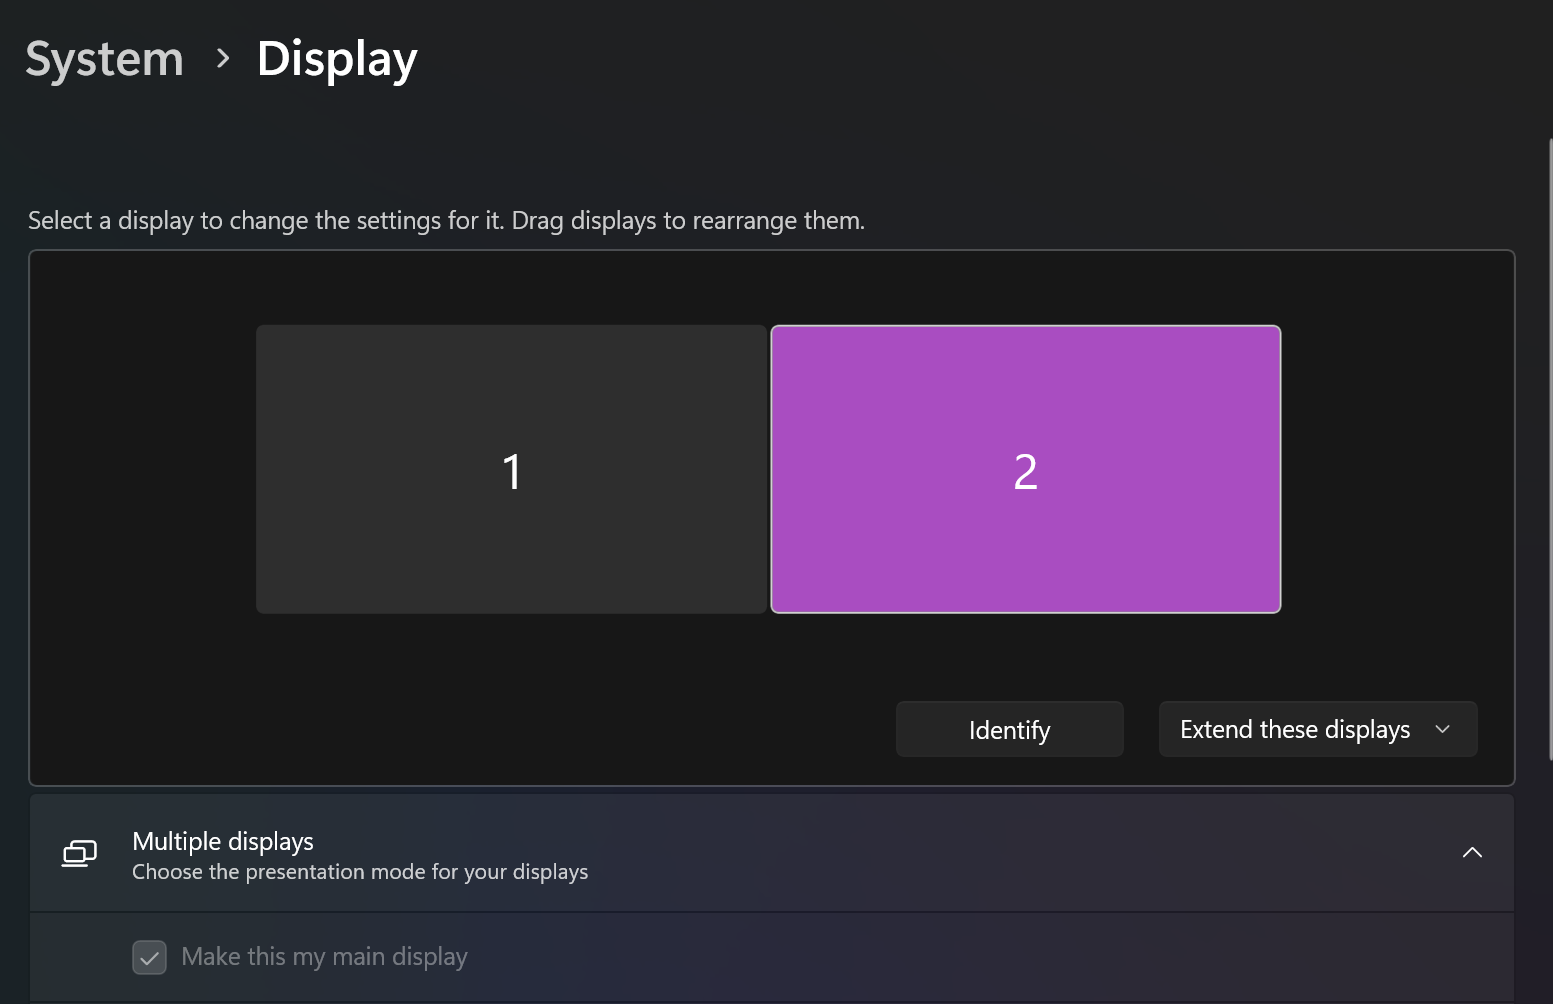 System > Display
Select a display to change the settings for it. Drag displays to rearrange them.
1
2
Identify
Extend these displays
Multiple displays
Choose the presentation mode for your displays
Make this my main display